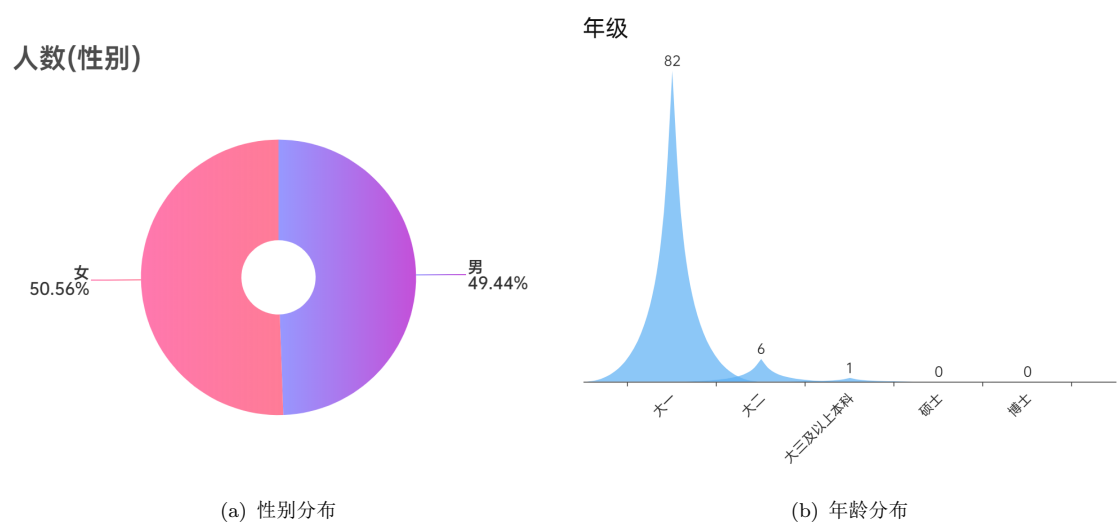 人数(性别)
女
50.56%
男
49.44%
(a) 性别分布
年级
82
6
1
0
0
大一
大二
大三及以上本科
硕士
博士
(b) 年龄分布